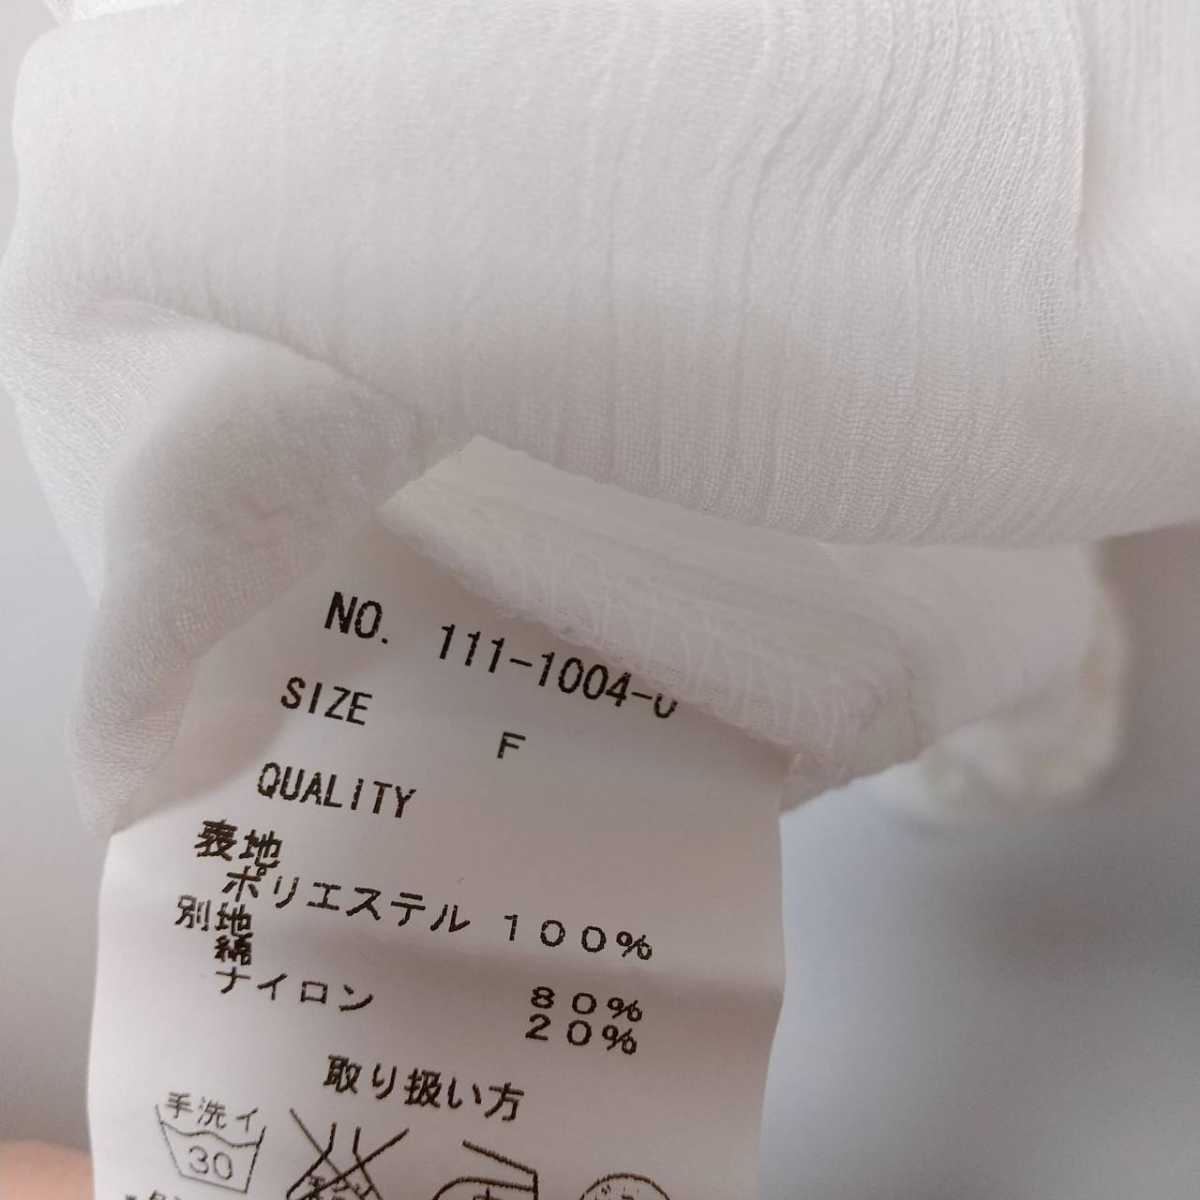 NO. 111-1004-0
SIZE
F
QUALITY
表地
ポリエステル 100%
別地
綿 80%
ナイロン 20%
取り扱い方
手洗イ
30
中